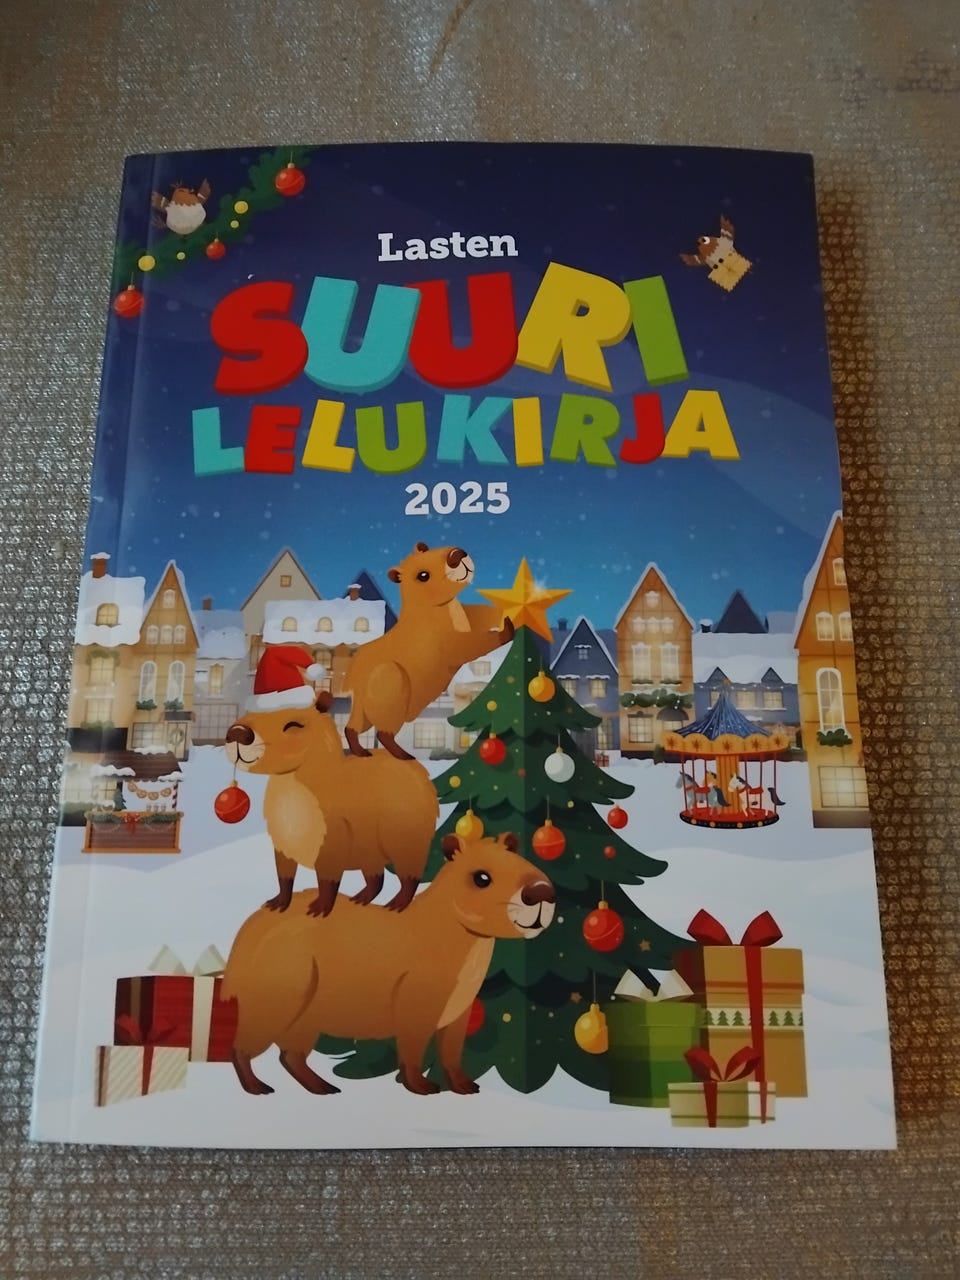 Lasten
SUURI
LELUKIRJA
2025